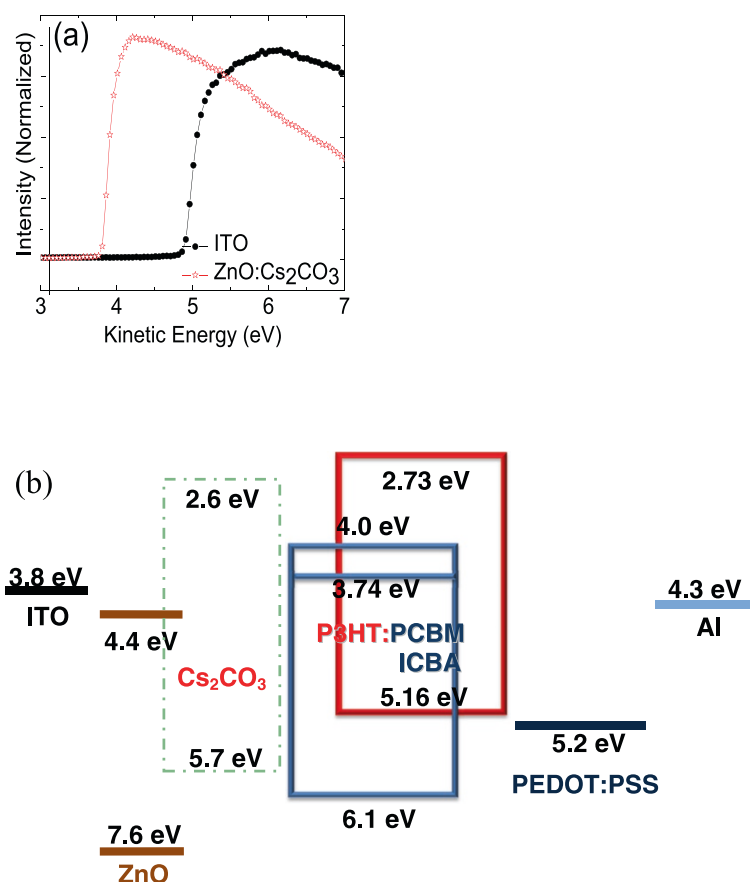 (a)
Intensity (Normalized)
ITO
ZnO:Cs₂CO₃
3 4 5 6 7
Kinetic Energy (eV)
(b)
2.6 eV
2.73 eV
4.0 eV
3.8 eV
ITO
3.74 eV
4.3 eV
Al
4.4 eV
P3HT:PCBM
ICBA
Cs₂CO₃
5.16 eV
5.7 eV
5.2 eV
PEDOT:PSS
6.1 eV
7.6 eV
ZnO